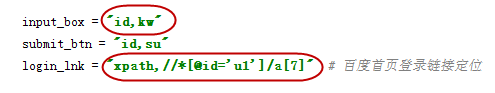 input_box = "id,kw"
submit_btn = "id,su"
login_lnk = "xpath,//*[@id='u1']/a[7]" # 百度首页登录链接定位